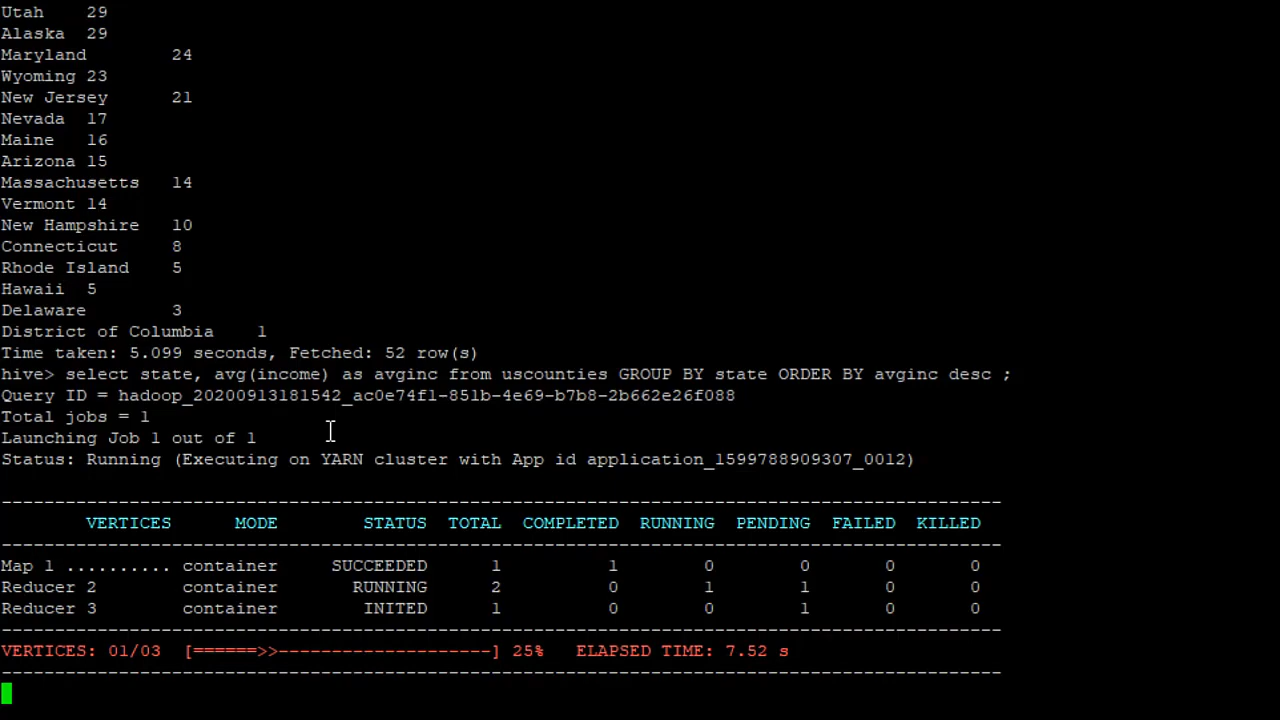 Utah    29
Alaska  29
Maryland        24
Wyoming 23
New Jersey      21
Nevada  17
Maine   16
Arizona 15
Massachusetts   14
Vermont 14
New Hampshire   10
Connecticut     8
Rhode Island    5
Hawaii  5
Delaware        3
District of Columbia    1
Time taken: 5.099 seconds, Fetched: 52 row(s)
hive> select state, avg(income) as avginc from uscounties GROUP BY state ORDER BY avginc desc ;
Query ID = hadoop_20200913181542_ac0e74f1-851b-4e69-b7b8-2b662e26f088
Total jobs = 1
Launching Job 1 out of 1
Status: Running (Executing on YARN cluster with App id application_1599788909307_0012)
----------------------------------------------------------------------------------------------
        VERTICES      MODE        STATUS  TOTAL  COMPLETED  RUNNING  PENDING  FAILED  KILLED
----------------------------------------------------------------------------------------------
Map 1 .......... container     SUCCEEDED      1          1        0        0       0       0
Reducer 2        container       RUNNING      2          0        1        1       0       0
Reducer 3        container        INITED      1          0        0        1       0       0
----------------------------------------------------------------------------------------------
VERTICES: 01/03  [======>>--------------------] 25%   ELAPSED TIME: 7.52 s
----------------------------------------------------------------------------------------------